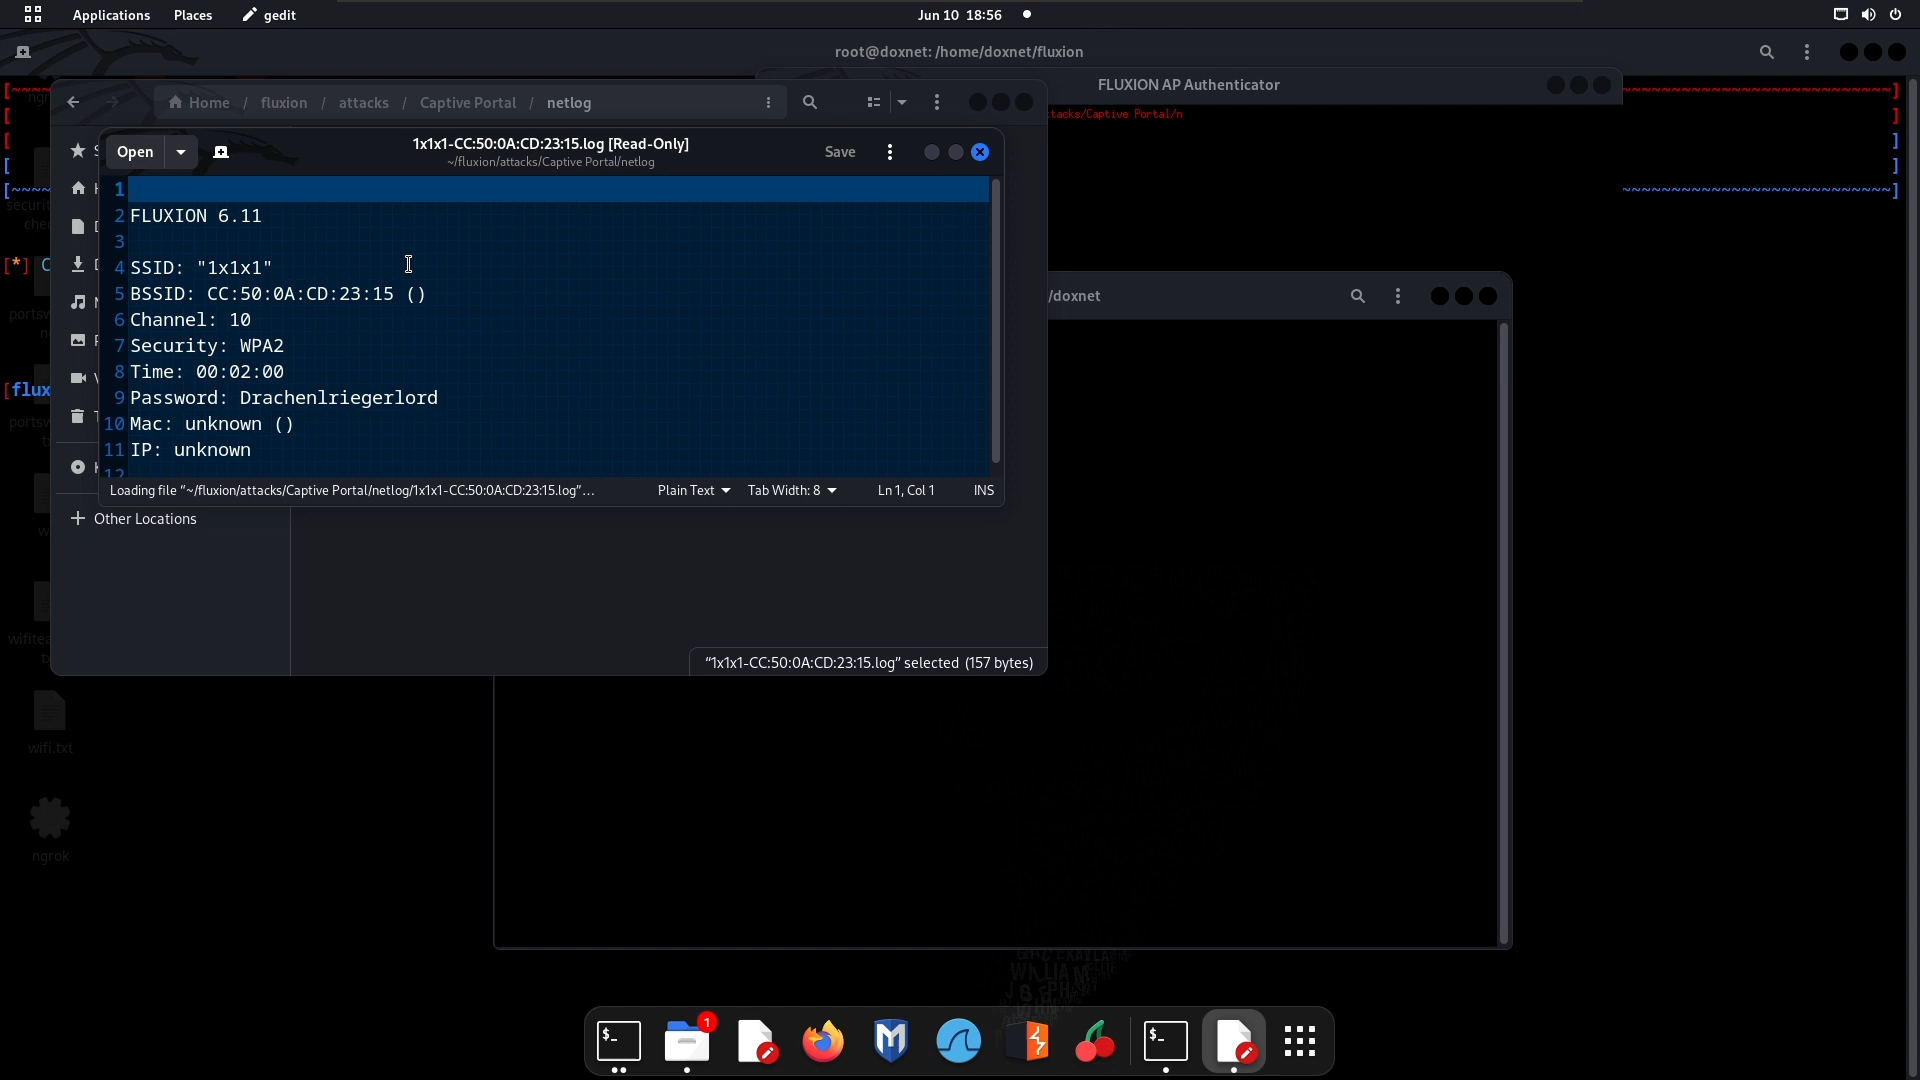 Applications Places gedit Jun 10 18:56
root@doxnet: /home/doxnet/fluxion
FLUXION AP Authenticator
Home / fluxion / attacks / Captive Portal / netlog
tacks/Captive Portal/n
Open 1x1x1-CC:50:0A:CD:23:15.log [Read-Only] Save
~/fluxion/attacks/Captive Portal/netlog
1
2 FLUXION 6.11
3
4 SSID: "1x1x1"
5 BSSID: CC:50:0A:CD:23:15 ()
6 Channel: 10
7 Security: WPA2
8 Time: 00:02:00
9 Password: Drachenlriegerlord
10 Mac: unknown ()
11 IP: unknown
12
Loading file “~/fluxion/attacks/Captive Portal/netlog/1x1x1-CC:50:0A:CD:23:15.log”… Plain Text Tab Width: 8 Ln 1, Col 1 INS
/doxnet
[*] C
[flux
Other Locations
“1x1x1-CC:50:0A:CD:23:15.log” selected (157 bytes)
wifi.txt
ngrok
1